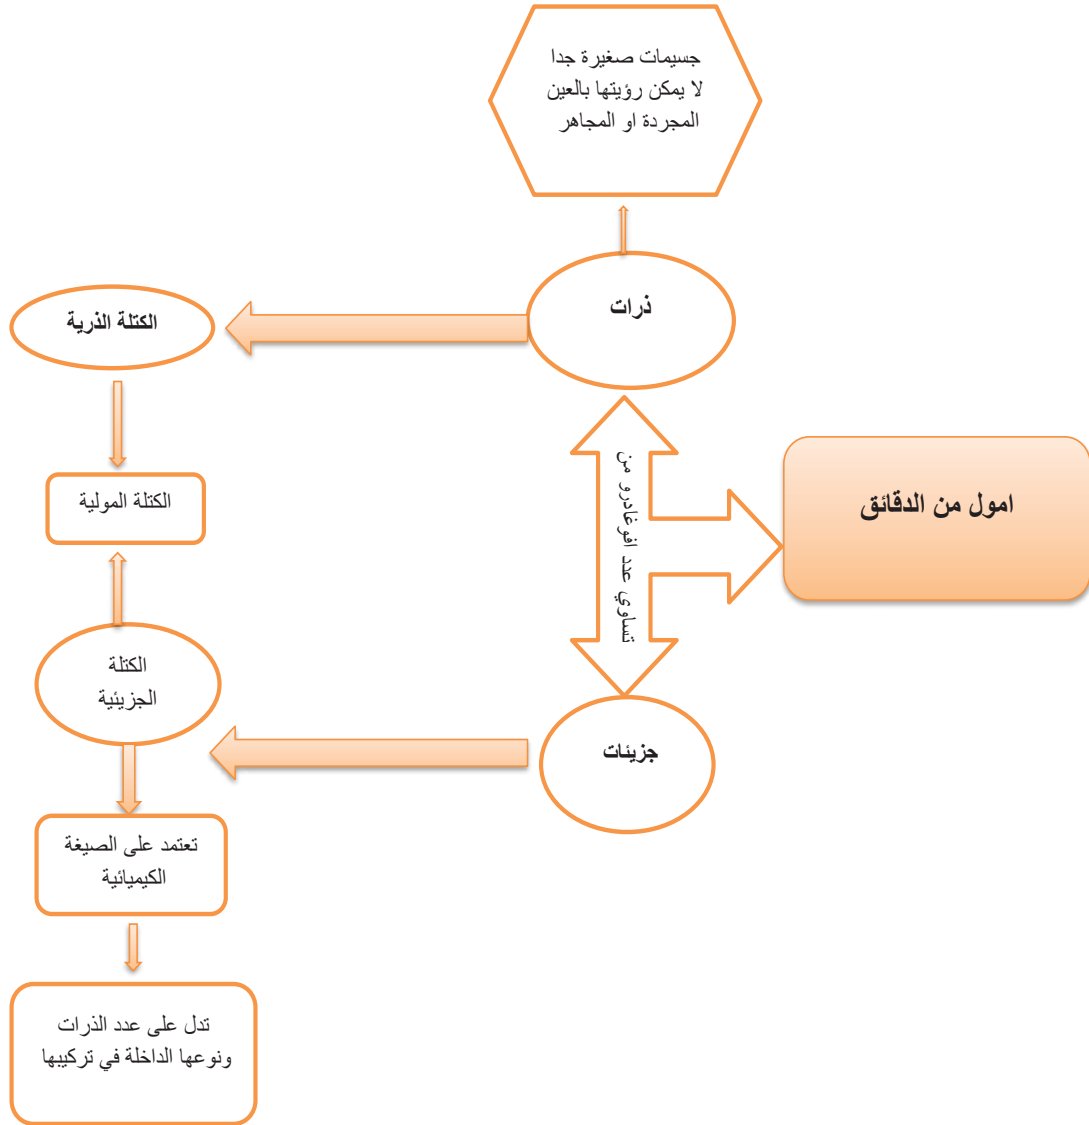 جسيمات صغيرة جدا
لا يمكن رؤيتها بالعين
المجردة او المجاهر
ذرات
الكتلة الذرية
الكتلة المولية
امول من الدقائق
تساوي عدد افوغادرو من
الكتلة
الجزيئية
جزيئات
تعتمد على الصيغة
الكيميائية
تدل على عدد الذرات
ونوعها الداخلة في تركيبها